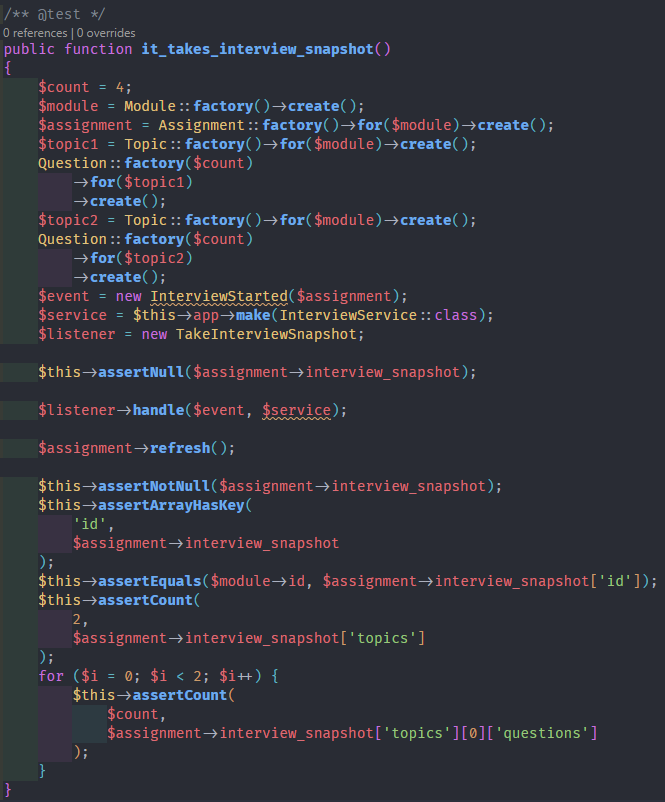 /** @test */
0 references | 0 overrides
public function it_takes_interview_snapshot()
{
    $count = 4;
    $module = Module::factory()->create();
    $assignment = Assignment::factory()->for($module)->create();
    $topic1 = Topic::factory()->for($module)->create();
    Question::factory($count)
        ->for($topic1)
        ->create();
    $topic2 = Topic::factory()->for($module)->create();
    Question::factory($count)
        ->for($topic2)
        ->create();
    $event = new InterviewStarted($assignment);
    $service = $this->app->make(InterviewService::class);
    $listener = new TakeInterviewSnapshot;

    $this->assertNull($assignment->interview_snapshot);

    $listener->handle($event, $service);

    $assignment->refresh();

    $this->assertNotNull($assignment->interview_snapshot);
    $this->assertArrayHasKey(
        'id',
        $assignment->interview_snapshot
    );
    $this->assertEquals($module->id, $assignment->interview_snapshot['id']);
    $this->assertCount(
        2,
        $assignment->interview_snapshot['topics']
    );
    for ($i = 0; $i < 2; $i++) {
        $this->assertCount(
            $count,
            $assignment->interview_snapshot['topics'][0]['questions']
        );
    }
}